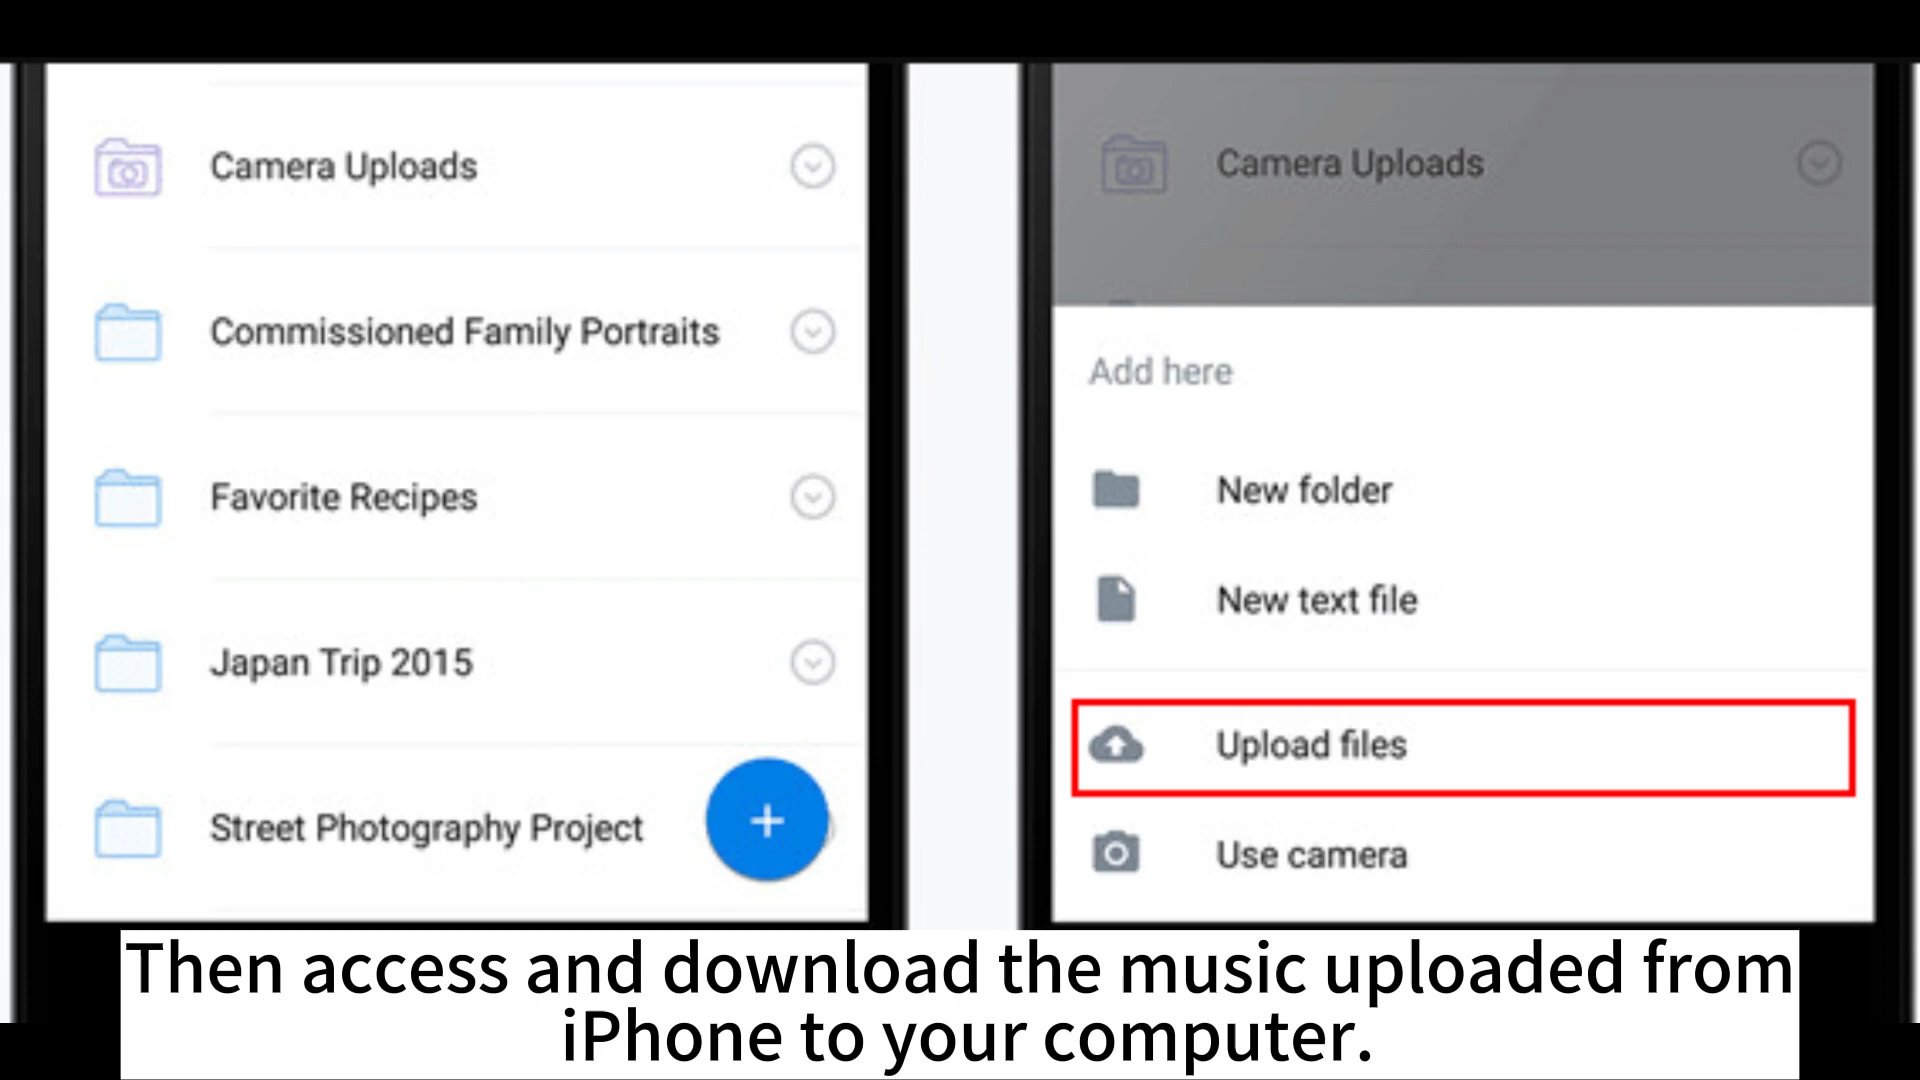 Camera Uploads
Commissioned Family Portraits
Favorite Recipes
Japan Trip 2015
Street Photography Project
Camera Uploads
Add here
New folder
New text file
Upload files
Use camera
Then access and download the music uploaded from
iPhone to your computer.